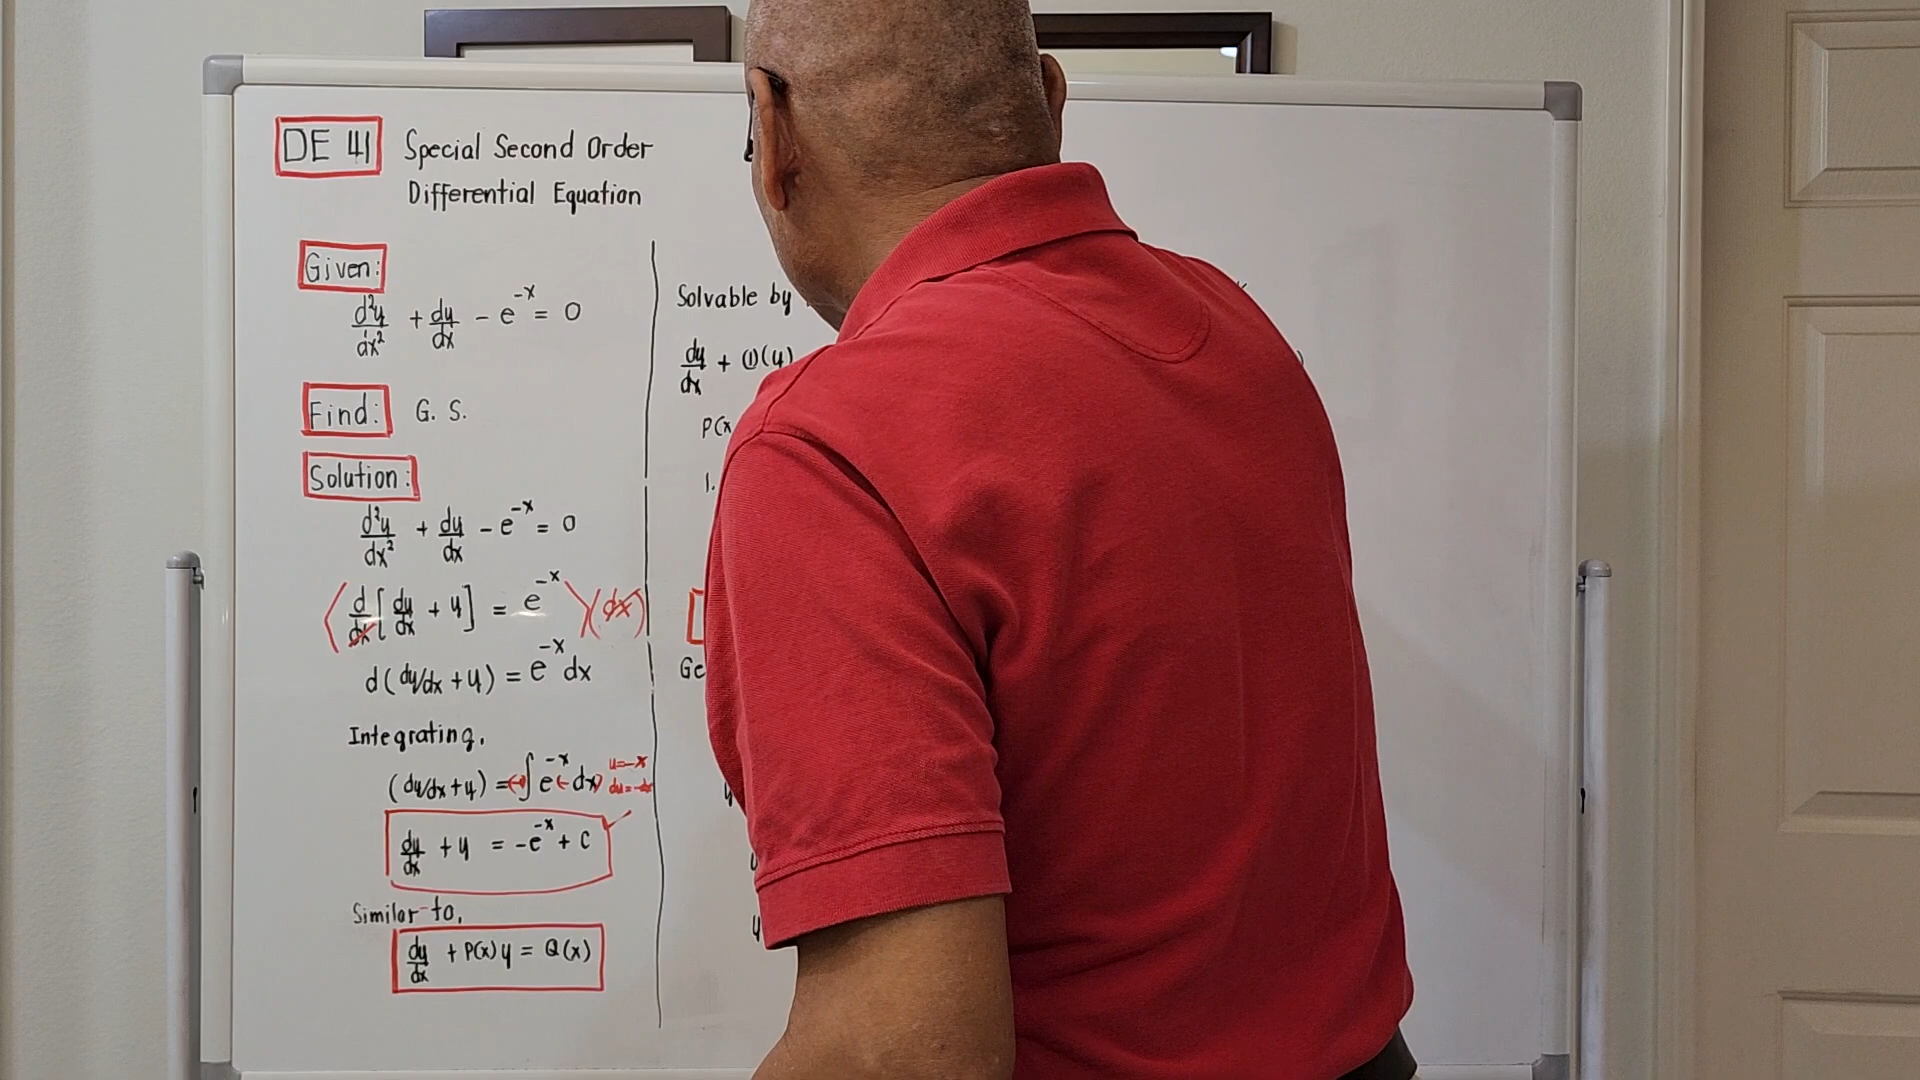 DE 41 Special Second Order
Differential Equation
Given:
d²y/dx² + dy/dx - e^-x = 0
Find: G. S.
Solution:
d²y/dx² + dy/dx - e^-x = 0
(d/dx [dy/dx + y] = e^-x)(dx)
d(dy/dx + y) = e^-x dx
Integrating,
(dy/dx + y) = (-)∫e^-x (-dx) u=-x
du=-dx
dy/dx + y = -e^-x + C
Similar to,
dy/dx + P(x)y = Q(x)
Solvable by
dy/dx + (1)(y)
P(x
1.
Ge
y
y